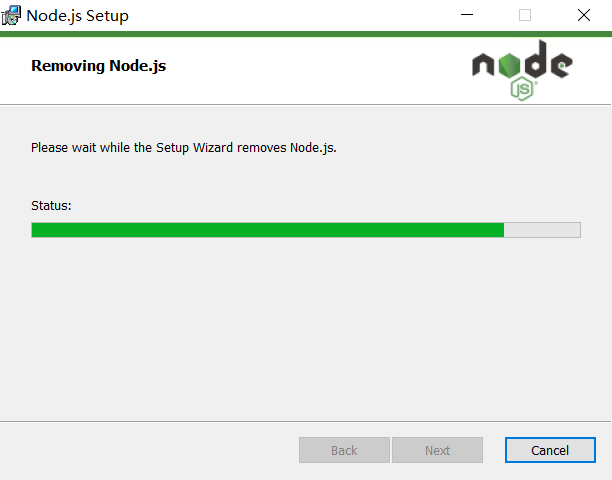 Node.js Setup
Removing Node.js
node
JS
Please wait while the Setup Wizard removes Node.js.
Status:
Back
Next
Cancel